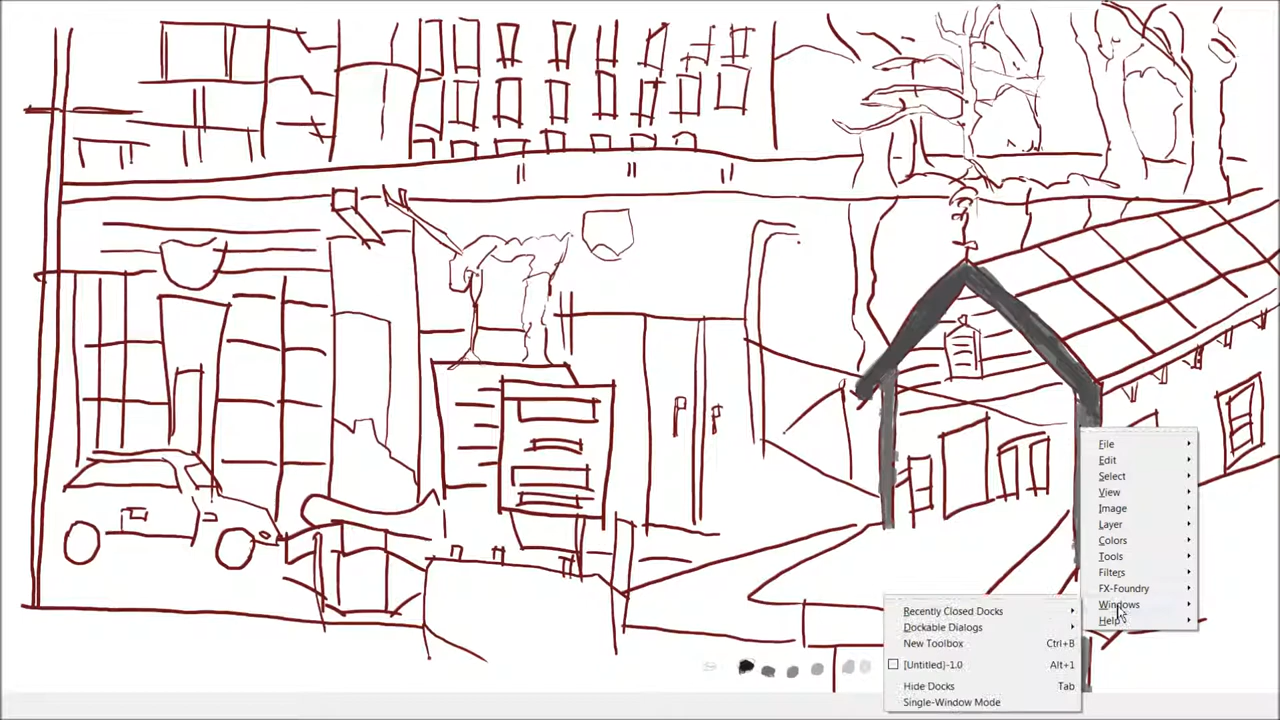 File
Edit
Select
View
Image
Layer
Colors
Tools
Filters
FX-Foundry
Windows
Help
Recently Closed Docks
Dockable Dialogs
New Toolbox Ctrl+B
[Untitled]-1.0 Alt+1
Hide Docks Tab
Single-Window Mode